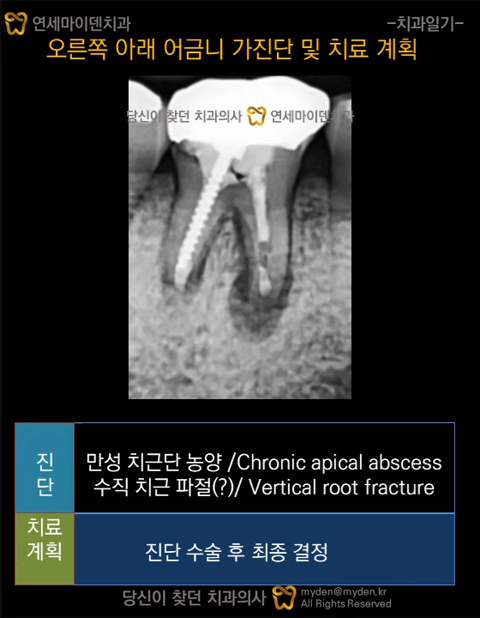 연세마이덴치과
-치과일기-
오른쪽 아래 어금니 가진단 및 치료 계획
당신이 찾던 치과의사 연세마이덴치과
진단
만성 치근단 농양 /Chronic apical abscess
수직 치근 파절(?)/ Vertical root fracture
치료
계획
진단 수술 후 최종 결정
당신이 찾던 치과의사
myden@myden.kr
All Rights Reserved